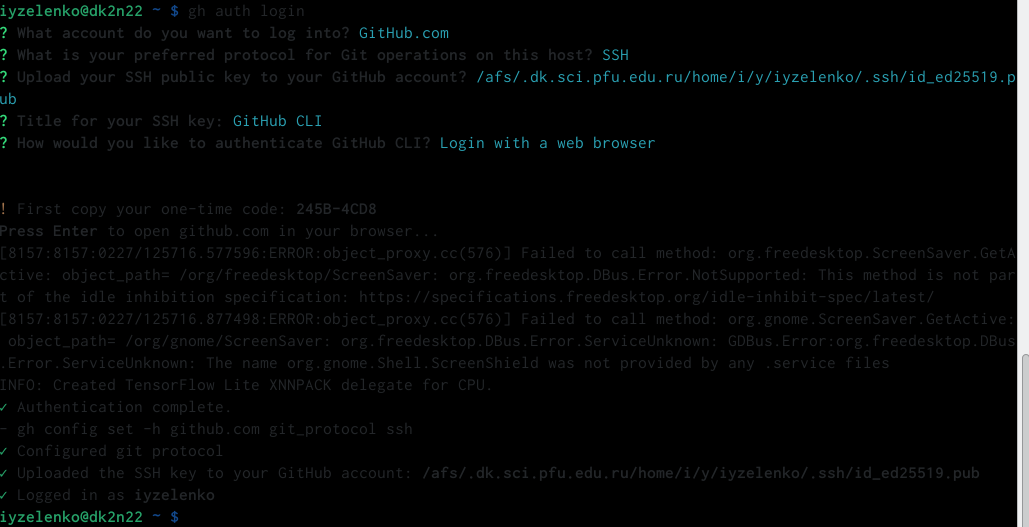 iyzelenko@dk2n22 ~ $ gh auth login
? What account do you want to log into? GitHub.com
? What is your preferred protocol for Git operations on this host? SSH
? Upload your SSH public key to your GitHub account? /afs/.dk.sci.pfu.edu.ru/home/i/y/iyzelenko/.ssh/id_ed25519.p
ub
? Title for your SSH key: GitHub CLI
? How would you like to authenticate GitHub CLI? Login with a web browser
! First copy your one-time code: 245B-4CD8
Press Enter to open github.com in your browser...
[8157:8157:0227/125716.577596:ERROR:object_proxy.cc(576)] Failed to call method: org.freedesktop.ScreenSaver.GetA
ctive: object_path= /org/freedesktop/ScreenSaver: org.freedesktop.DBus.Error.NotSupported: This method is not par
t of the idle inhibition specification: https://specifications.freedesktop.org/idle-inhibit-spec/latest/
[8157:8157:0227/125716.877498:ERROR:object_proxy.cc(576)] Failed to call method: org.gnome.ScreenSaver.GetActive:
 object_path= /org/gnome/ScreenSaver: org.freedesktop.DBus.Error.ServiceUnknown: GDBus.Error:org.freedesktop.DBus
.Error.ServiceUnknown: The name org.gnome.Shell.ScreenShield was not provided by any .service files
INFO: Created TensorFlow Lite XNNPACK delegate for CPU.
✓ Authentication complete.
- gh config set -h github.com git_protocol ssh
✓ Configured git protocol
✓ Uploaded the SSH key to your GitHub account: /afs/.dk.sci.pfu.edu.ru/home/i/y/iyzelenko/.ssh/id_ed25519.pub
✓ Logged in as iyzelenko
iyzelenko@dk2n22 ~ $